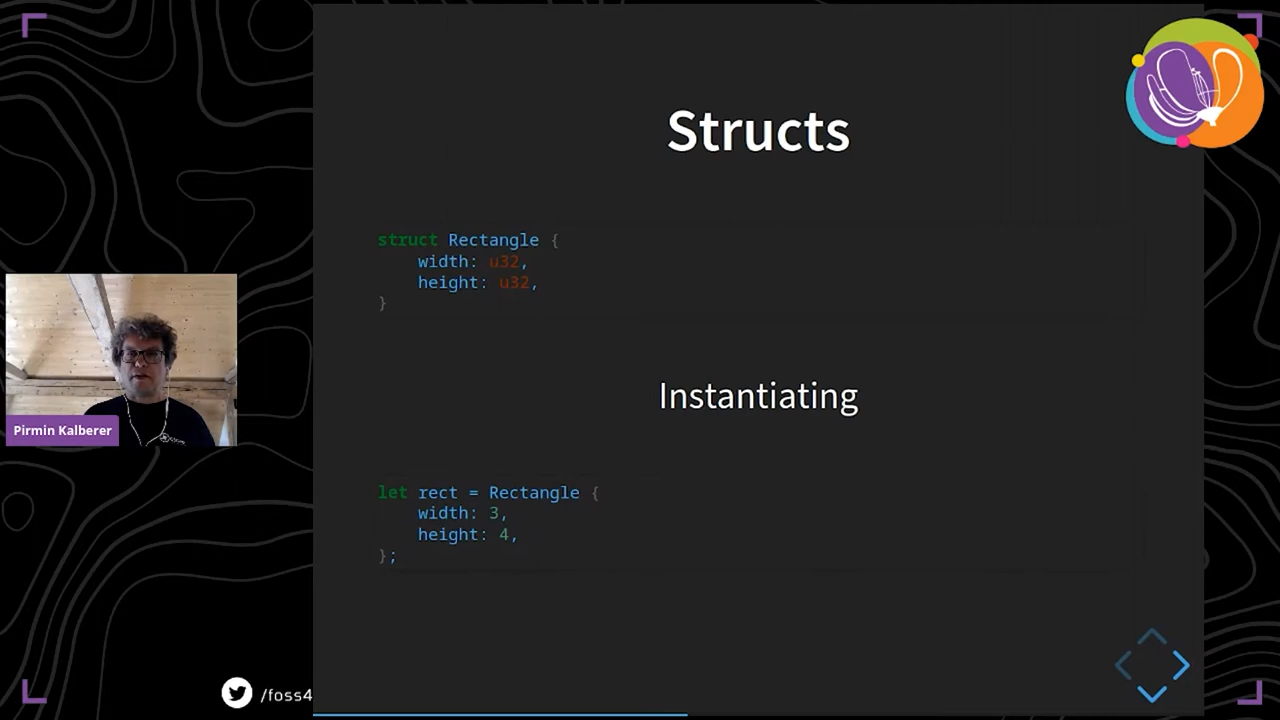 Structs
struct Rectangle {
    width: u32,
    height: u32,
}
Instantiating
let rect = Rectangle {
    width: 3,
    height: 4,
};
Pirmin Kalberer
/foss4